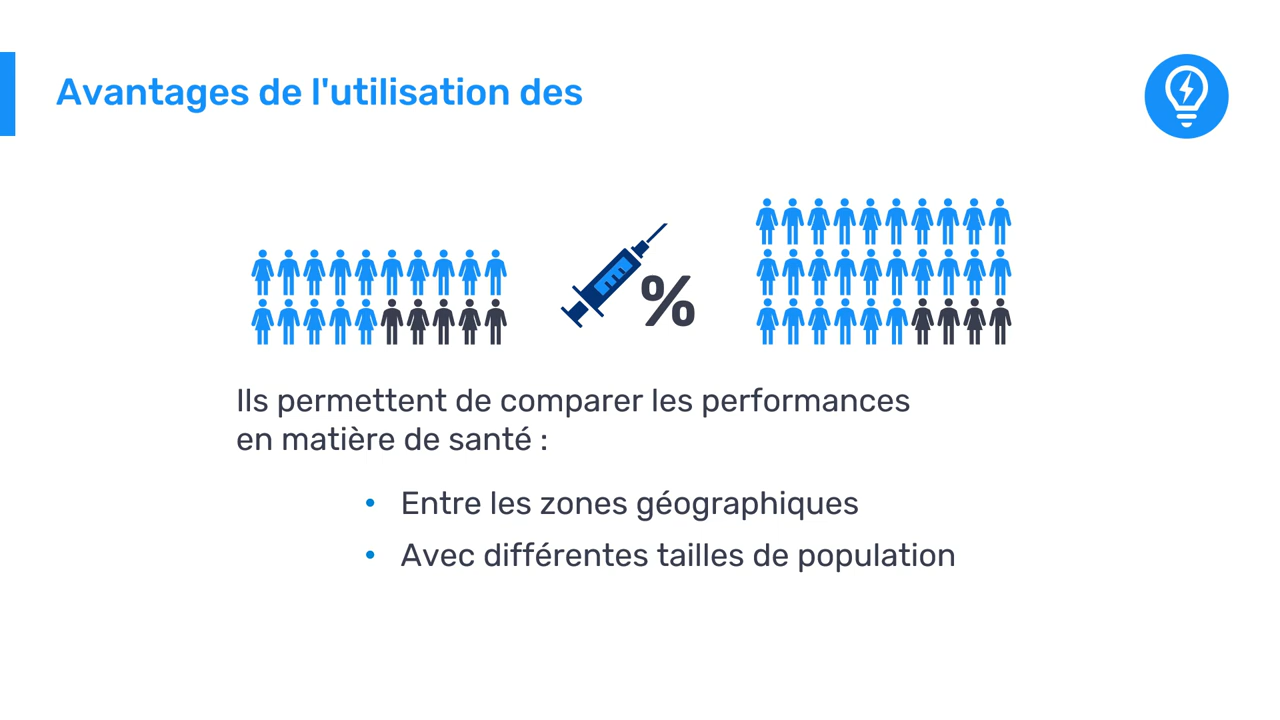 Avantages de l'utilisation des
%
Ils permettent de comparer les performances
en matière de santé :
• Entre les zones géographiques
• Avec différentes tailles de population